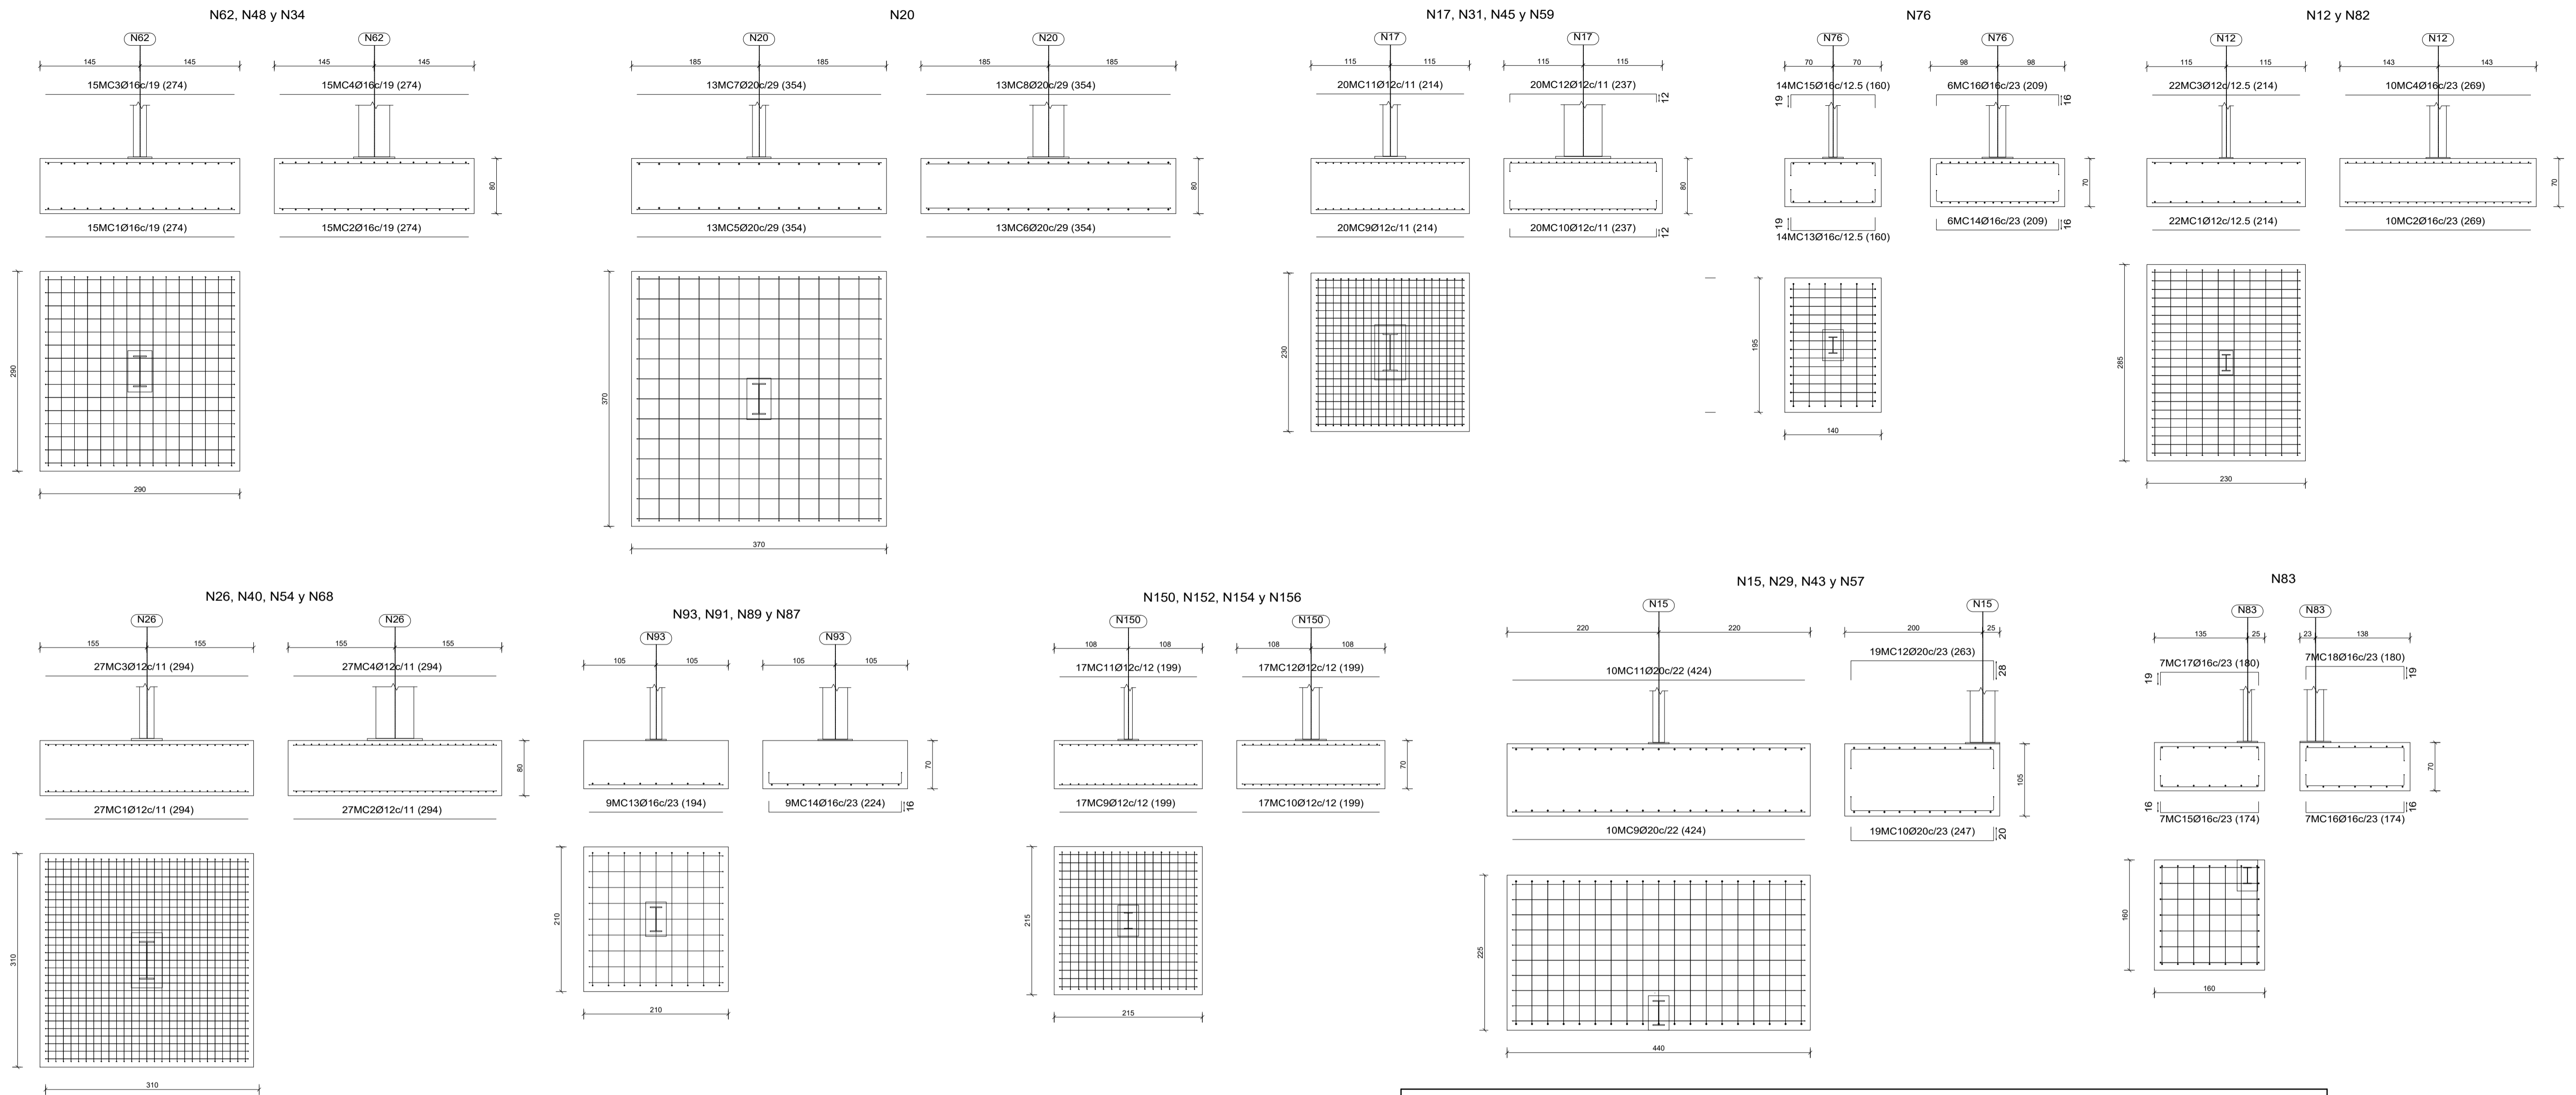 N62, N48 y N34
N62
N62
145
145
145
145
15MC3Ø16c/19 (274)
15MC4Ø16c/19 (274)
80
15MC1Ø16c/19 (274)
15MC2Ø16c/19 (274)
290
290
N20
N20
N20
185
185
185
185
13MC7Ø20c/29 (354)
13MC8Ø20c/29 (354)
80
13MC5Ø20c/29 (354)
13MC6Ø20c/29 (354)
370
370
N17, N31, N45 y N59
N17
N17
115
115
115
115
20MC11Ø12c/11 (214)
20MC12Ø12c/11 (237)
12
80
20MC9Ø12c/11 (214)
20MC10Ø12c/11 (237)
12
230
N76
N76
N76
70
70
98
98
14MC15Ø16c/12.5 (160)
6MC16Ø16c/23 (209)
19
16
70
19
14MC13Ø16c/12.5 (160)
6MC14Ø16c/23 (209)
16
195
140
N12 y N82
N12
N12
115
115
143
143
22MC3Ø12c/12.5 (214)
10MC4Ø16c/23 (269)
70
22MC1Ø12c/12.5 (214)
10MC2Ø16c/23 (269)
285
230
N26, N40, N54 y N68
N26
N26
155
155
155
155
27MC3Ø12c/11 (294)
27MC4Ø12c/11 (294)
80
27MC1Ø12c/11 (294)
27MC2Ø12c/11 (294)
310
310
N93, N91, N89 y N87
N93
N93
105
105
105
105
70
9MC13Ø16c/23 (194)
9MC14Ø16c/23 (224)
16
210
210
N150, N152, N154 y N156
N150
N150
108
108
108
108
17MC11Ø12c/12 (199)
17MC12Ø12c/12 (199)
70
17MC9Ø12c/12 (199)
17MC10Ø12c/12 (199)
215
215
N15, N29, N43 y N57
N15
N15
220
220
200
25
10MC11Ø20c/22 (424)
19MC12Ø20c/23 (263)
28
105
10MC9Ø20c/22 (424)
19MC10Ø20c/23 (247)
20
225
440
N83
N83
N83
135
25
23
138
7MC17Ø16c/23 (180)
7MC18Ø16c/23 (180)
19
19
70
16
16
7MC15Ø16c/23 (174)
7MC16Ø16c/23 (174)
160
160